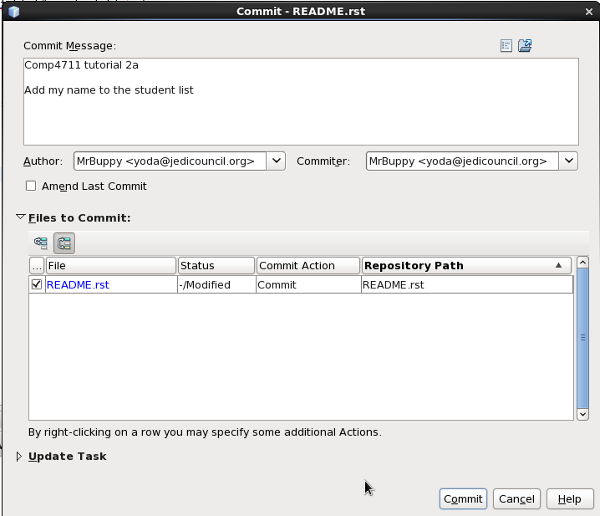 Commit - README.rst
Commit Message:
Comp4711 tutorial 2a
Add my name to the student list
Author: MrBuppy <yoda@jedicouncil.org> Commiter: MrBuppy <yoda@jedicouncil.org>
Amend Last Commit
Files to Commit:
... File Status Commit Action Repository Path
README.rst -/Modified Commit README.rst
By right-clicking on a row you may specify some additional Actions.
Update Task
Commit Cancel Help